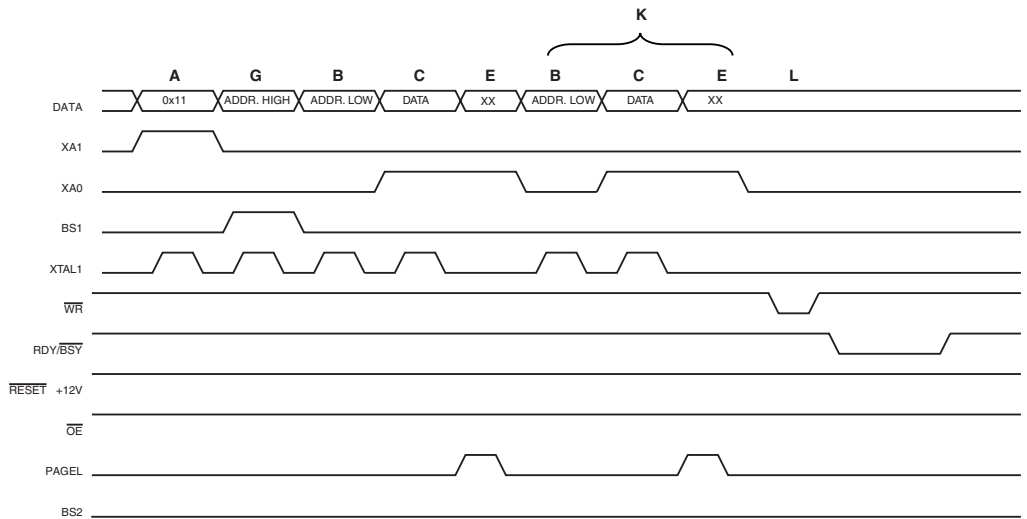 K
A G B C E B C E L
DATA 0x11 ADDR. HIGH ADDR. LOW DATA XX ADDR. LOW DATA XX
XA1
XA0
BS1
XTAL1
WR
RDY/BSY
RESET +12V
OE
PAGEL
BS2